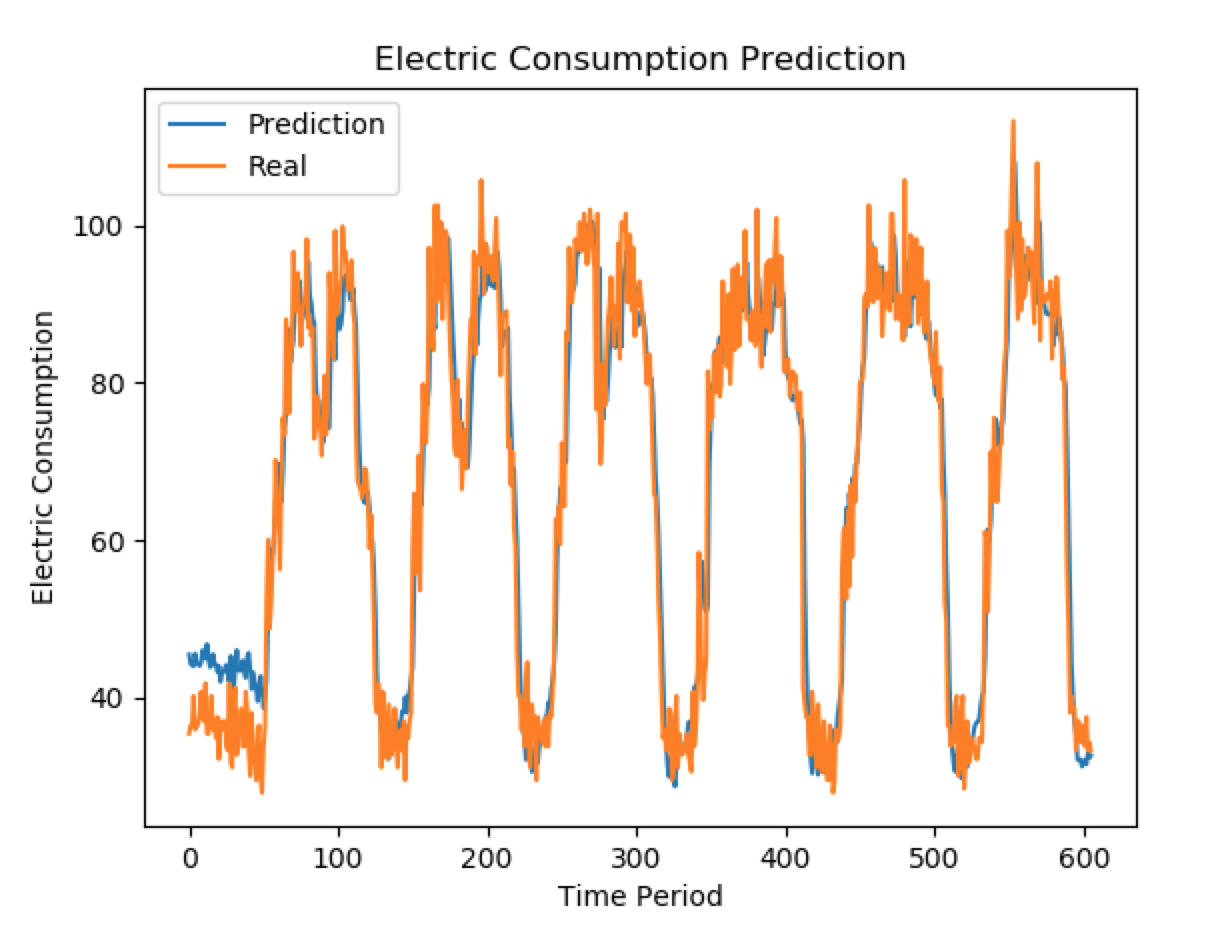 Electric Consumption Prediction
Prediction
Real
Electric Consumption
100
80
60
40
0 100 200 300 400 500 600
Time Period